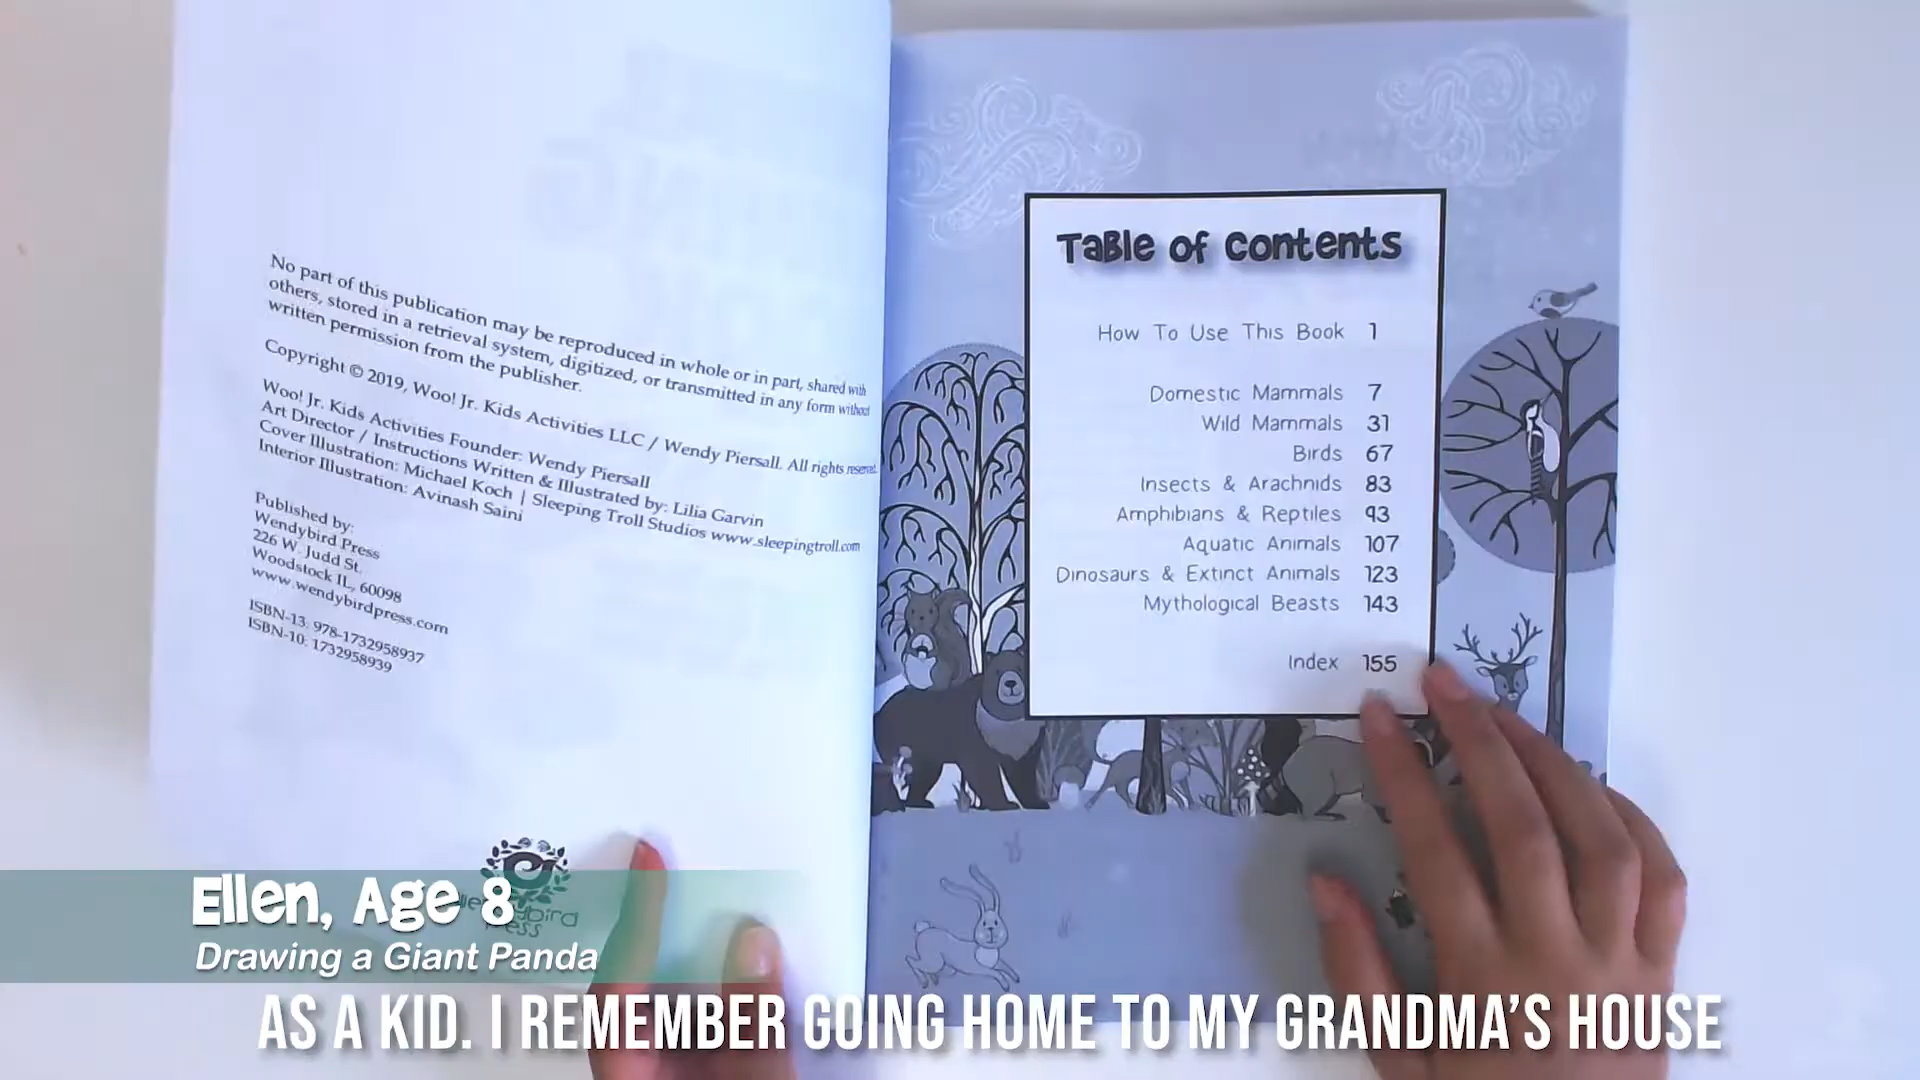 No part of this publication may be reproduced in whole or in part, shared with
others, stored in a retrieval system, digitized, or transmitted in any form without
written permission from the publisher.
Copyright © 2019, Woo! Jr. Kids Activities LLC / Wendy Piersall. All rights reserved.
Woo! Jr. Kids Activities Founder: Wendy Piersall
Art Director / Instructions Written & Illustrated by: Lilia Garvin
Cover Illustration: Michael Koch | Sleeping Troll Studios www.sleepingtroll.com
Interior Illustration: Avinash Saini
Published by:
Wendybird Press
226 W. Judd St.
Woodstock IL, 60098
www.wendybirdpress.com
ISBN-13: 978-1732958937
ISBN-10: 1732958939
Table of Contents
How To Use This Book 1
Domestic Mammals 7
Wild Mammals 31
Birds 67
Insects & Arachnids 83
Amphibians & Reptiles 93
Aquatic Animals 107
Dinosaurs & Extinct Animals 123
Mythological Beasts 143
Index 155
Ellen, Age 8
Drawing a Giant Panda
AS A KID. I REMEMBER GOING HOME TO MY GRANDMA'S HOUSE